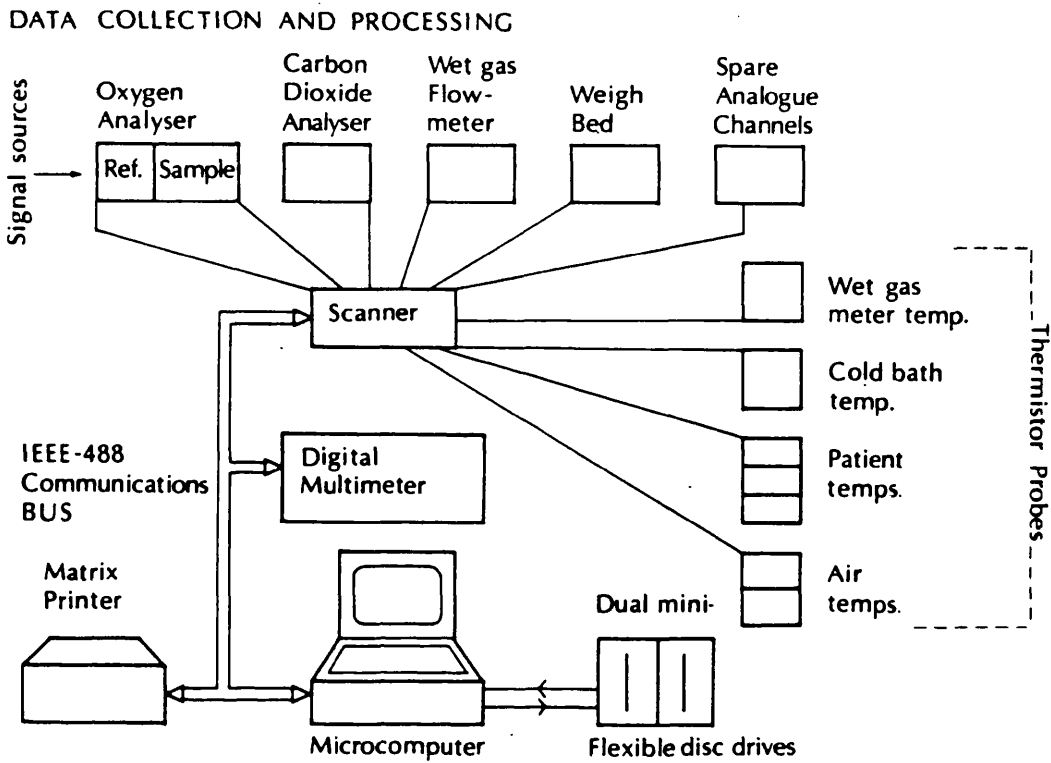 DATA COLLECTION AND PROCESSING
Signal sources
Oxygen
Analyser
Carbon
Dioxide
Analyser
Wet gas
Flow-
meter
Weigh
Bed
Spare
Analogue
Channels
Ref.
Sample
Scanner
Wet gas
meter temp.
Cold bath
temp.
Patient
temps.
Air
temps.
Thermistor Probes
IEEE-488
Communications
BUS
Digital
Multimeter
Matrix
Printer
Dual mini-
Microcomputer
Flexible disc drives